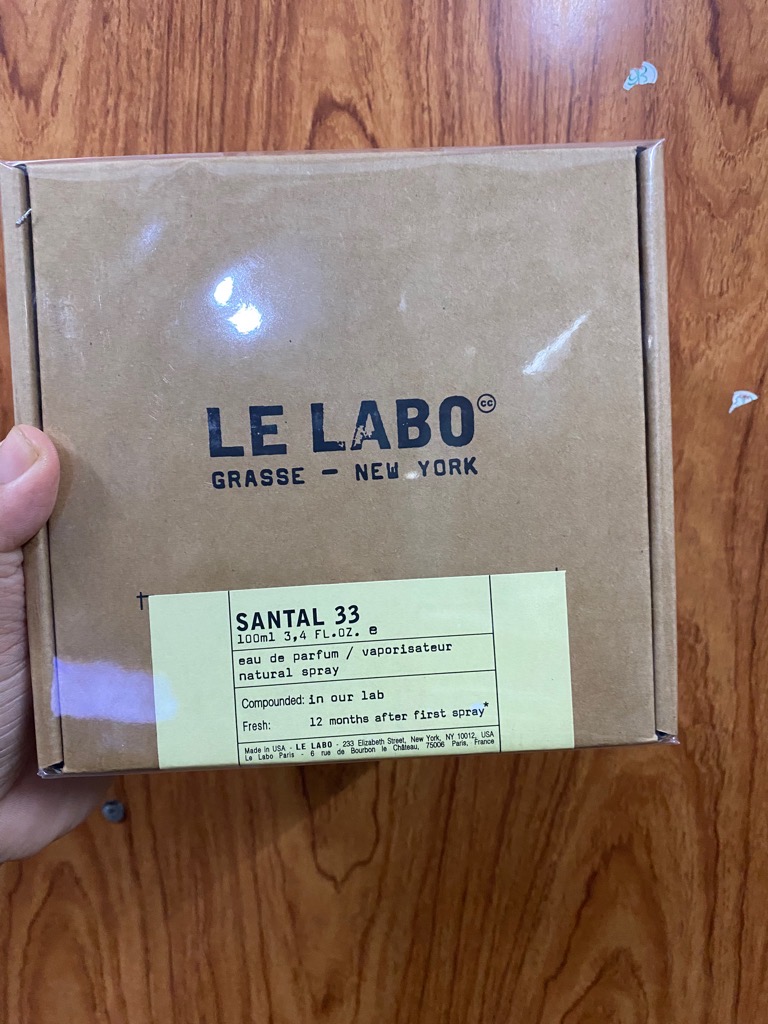 LE LABO cc
GRASSE — NEW YORK
SANTAL 33
100ml 3,4 FL.OZ. e
eau de parfum / vaporisateur
natural spray
Compounded: in our lab
Fresh: 12 months after first spray*
Made in USA - LE LABO - 233 Elizabeth Street, New York, NY 10012, USA
Le Labo Paris - 6 rue de Bourbon le Château, 75006 Paris, France